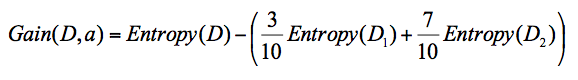 Gain(D,a) = Entropy(D) − ( 3/10 Entropy(D₁) + 7/10 Entropy(D₂) )